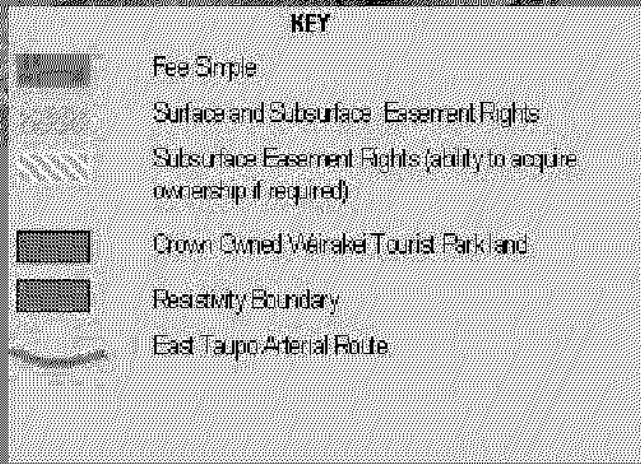 KEY
Fee Simple
Surface and Subsurface Easement Rights
Subsurface Easement Rights (ability to acquire
ownership if required)
Crown Owned Wairakei Tourist Park land
Resistivity Boundary
East Taupo Arterial Route